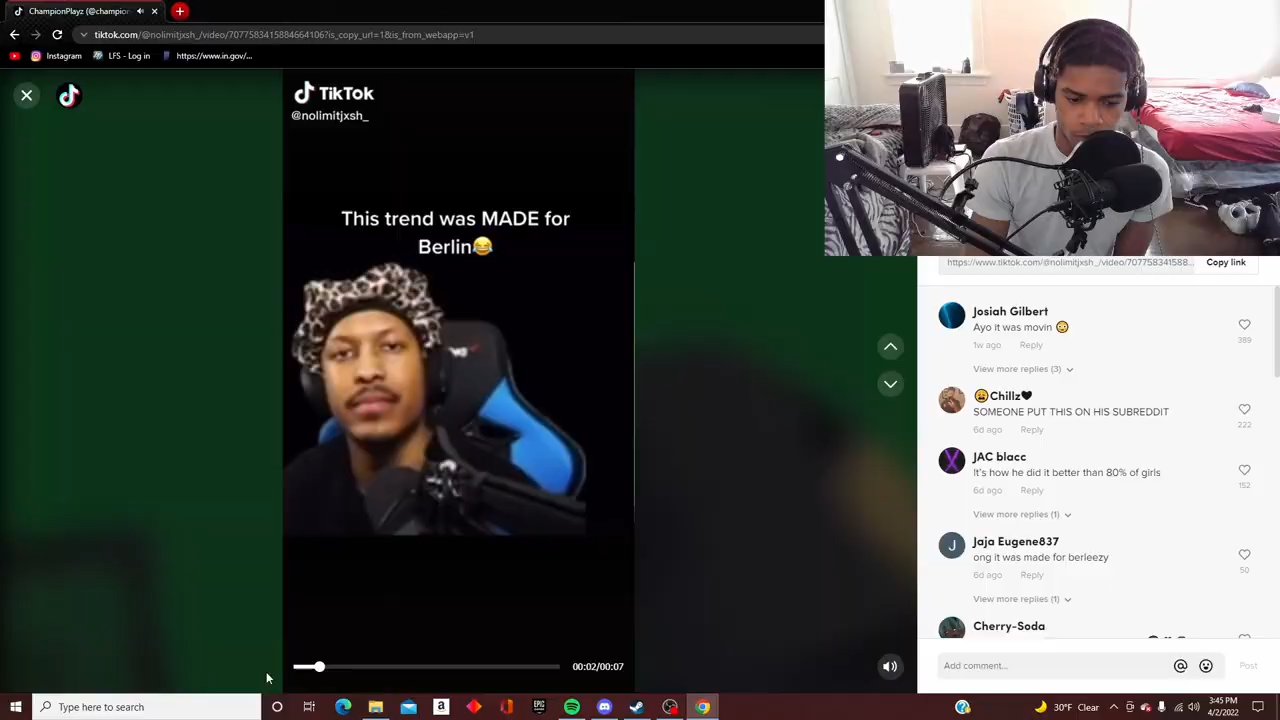 ChampionPlayz (@champion
tiktok.com/@nolimitjxsh_/video/7077583415884664106?is_copy_url=1&is_from_webapp=v1
Instagram
LFS - Log in
https://www.in.gov/...
TikTok
@nolimitjxsh_
This trend was MADE for
Berlin😂
00:02/00:07
https://www.tiktok.com/@nolimitjxsh_/video/707758341588...
Copy link
Josiah Gilbert
Ayo it was movin 😳
1w ago Reply
389
View more replies (3)
😩Chillz🖤
SOMEONE PUT THIS ON HIS SUBREDDIT
6d ago Reply
222
JAC blacc
It's how he did it better than 80% of girls
6d ago Reply
152
View more replies (1)
J
Jaja Eugene837
ong it was made for berleezy
6d ago Reply
50
View more replies (1)
Cherry-Soda
Add comment...
Post
Type here to search
30°F Clear
3:45 PM
4/2/2022